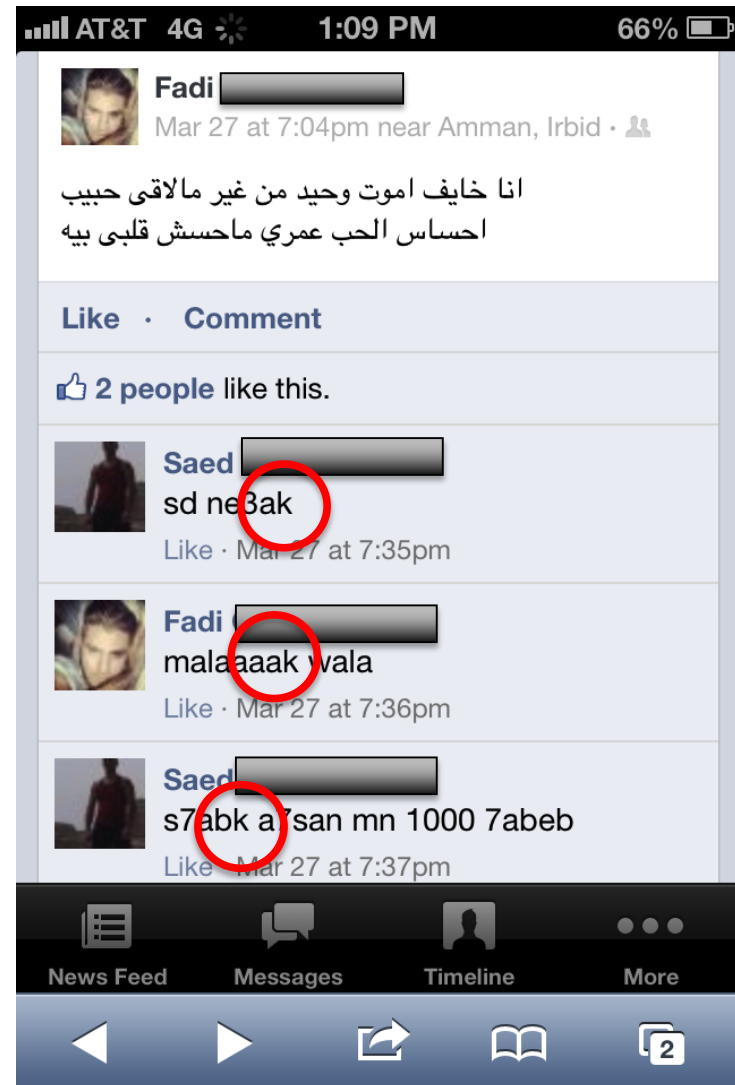 AT&T 4G 1:09 PM 66%
Fadi
Mar 27 at 7:04pm near Amman, Irbid ·
انا خايف اموت وحيد من غير مالاقى حبيب
احساس الحب عمري ماحسش قلبى بيه
Like · Comment
2 people like this.
Saed
sd ne3ak
Like · Mar 27 at 7:35pm
Fadi
malaaaak wala
Like · Mar 27 at 7:36pm
Saed
s7abk a7san mn 1000 7abeb
Like · Mar 27 at 7:37pm
News Feed Messages Timeline More
2